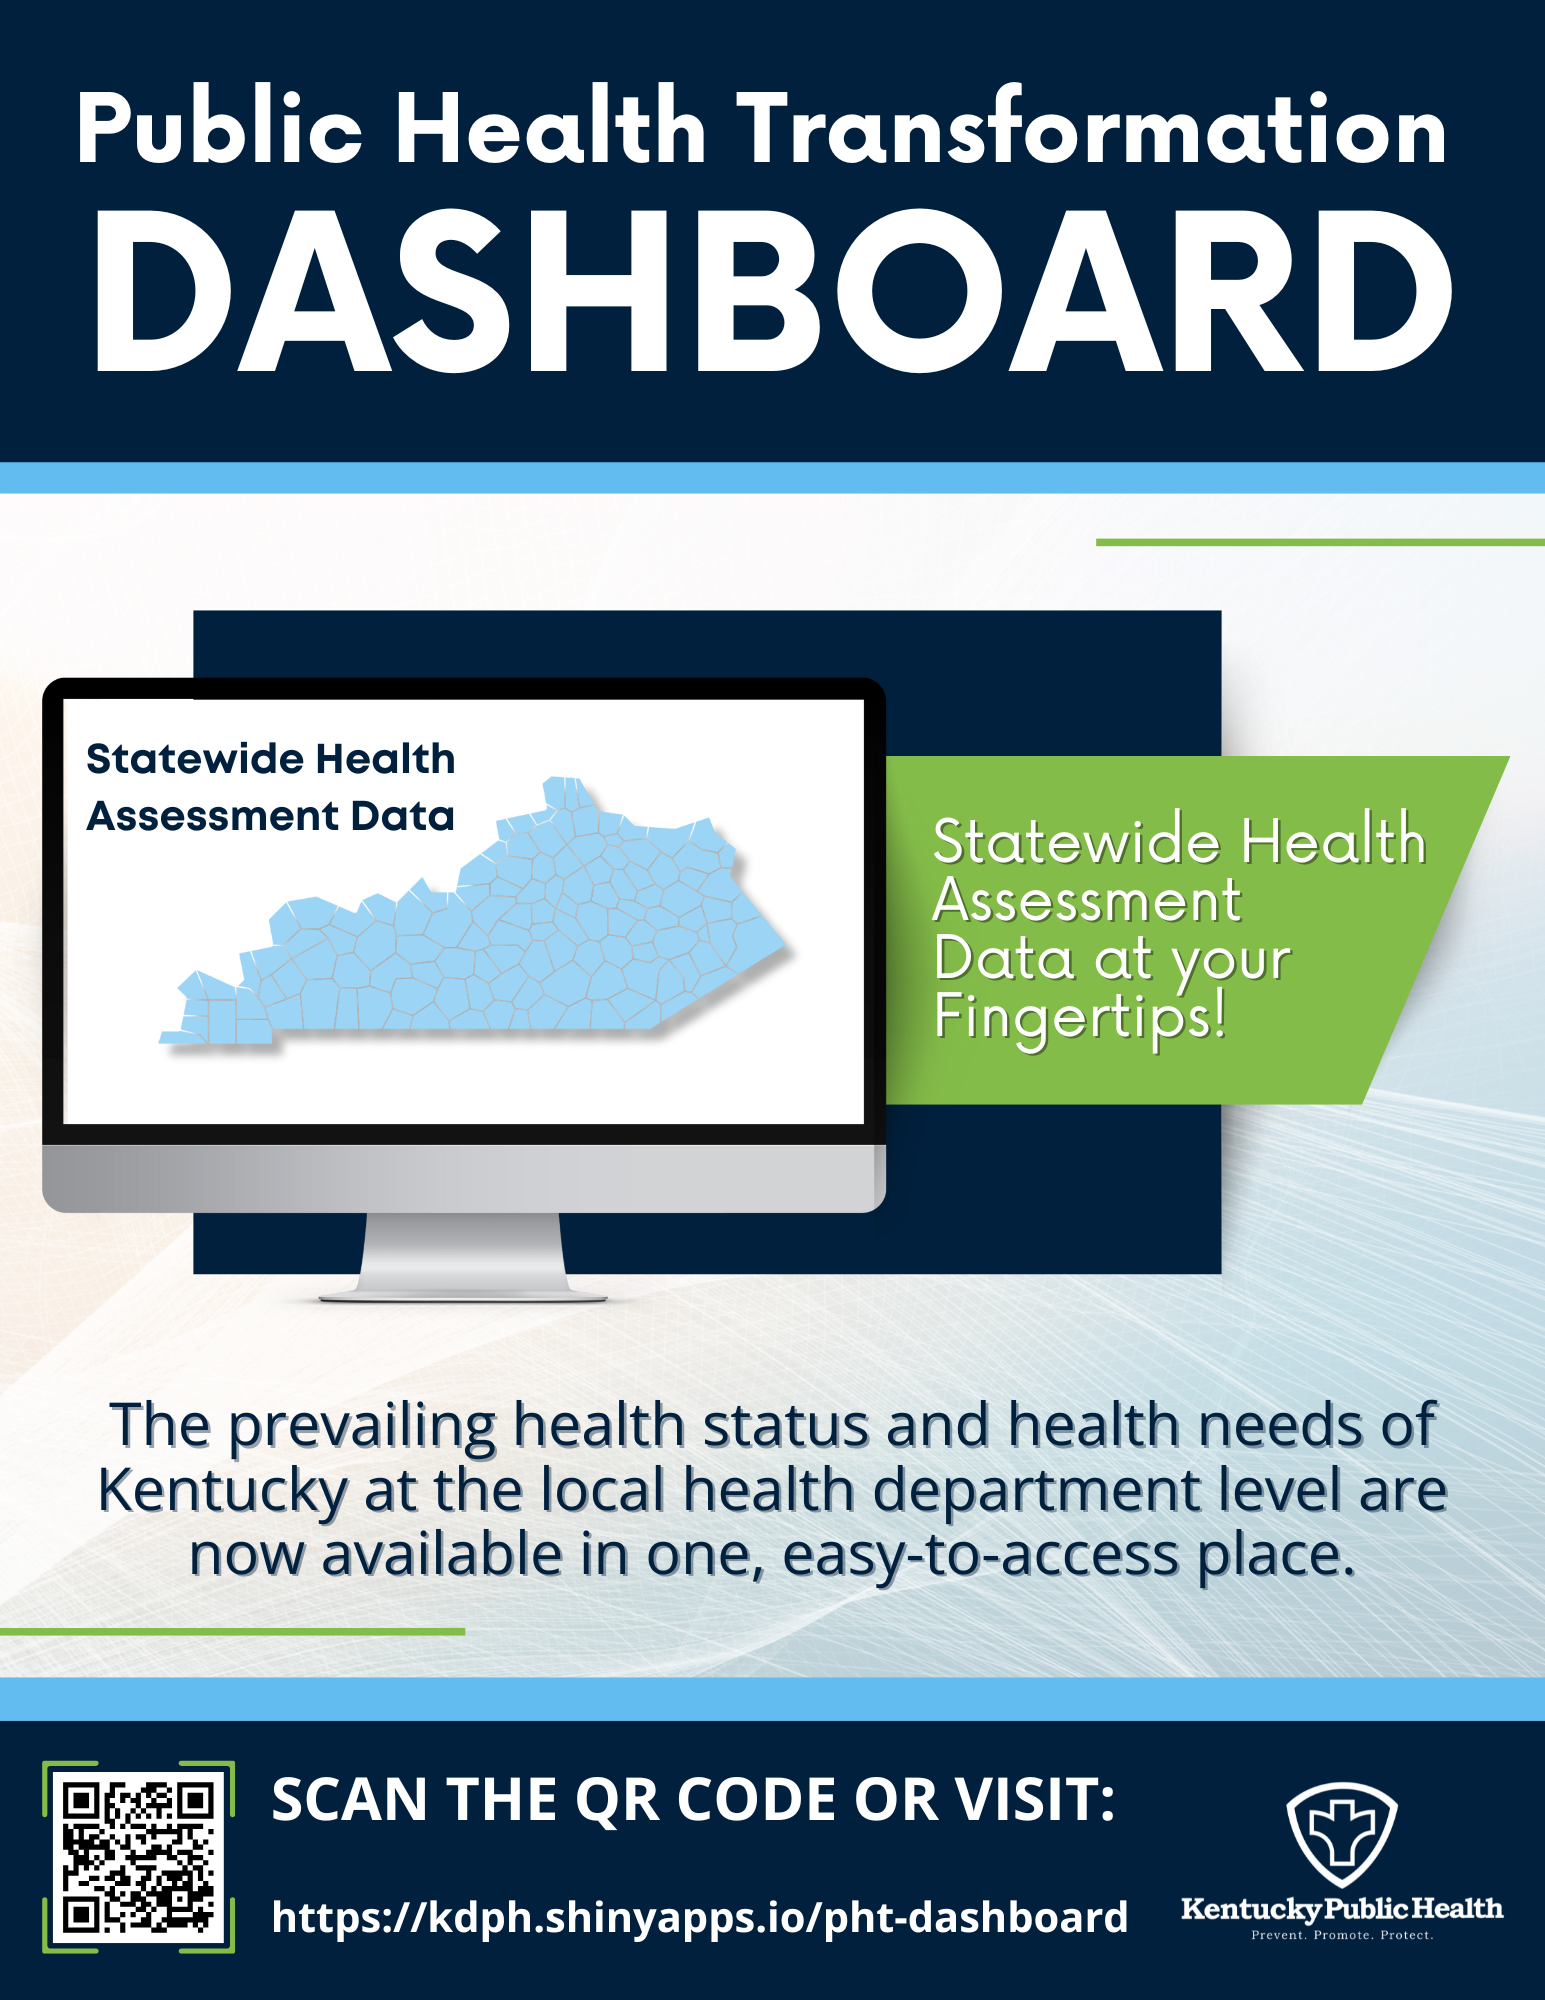 Public Health Transformation
DASHBOARD
Statewide Health
Assessment Data
Statewide Health
Assessment
Data at your
Fingertips!
The prevailing health status and health needs of
Kentucky at the local health department level are
now available in one, easy-to-access place.
SCAN THE QR CODE OR VISIT:
https://kdph.shinyapps.io/pht-dashboard
Kentucky Public Health
Prevent. Promote. Protect.